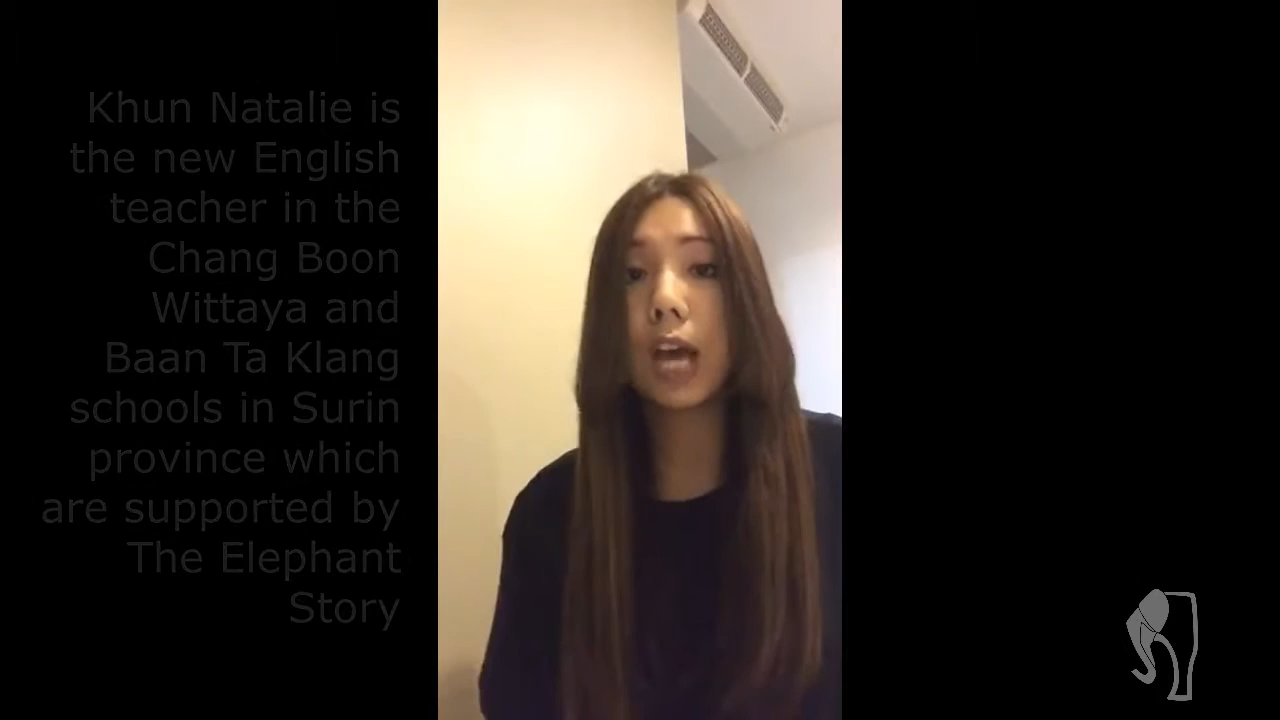 Khun Natalie is
the new English
teacher in the
Chang Boon
Wittaya and
Baan Ta Klang
schools in Surin
province which
are supported by
The Elephant
Story